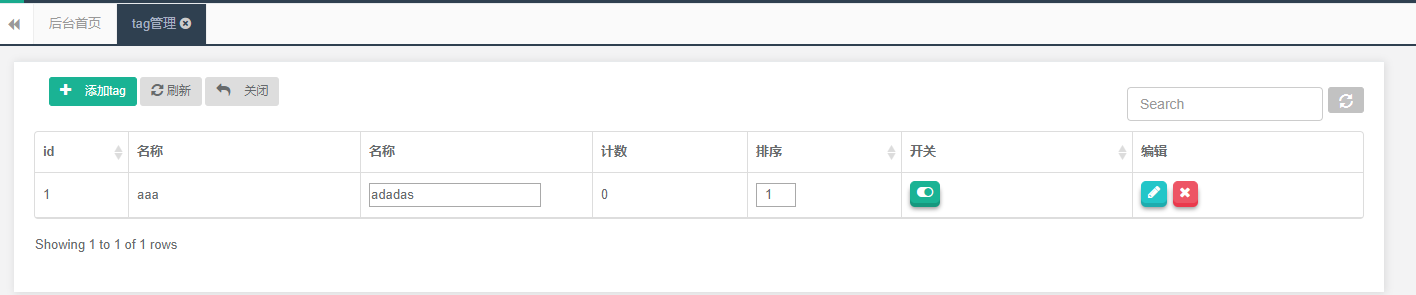 后台首页 tag管理
添加tag 刷新 关闭
Search
id 名称 名称 计数 排序 开关 编辑
1 aaa adadas 0 1
Showing 1 to 1 of 1 rows